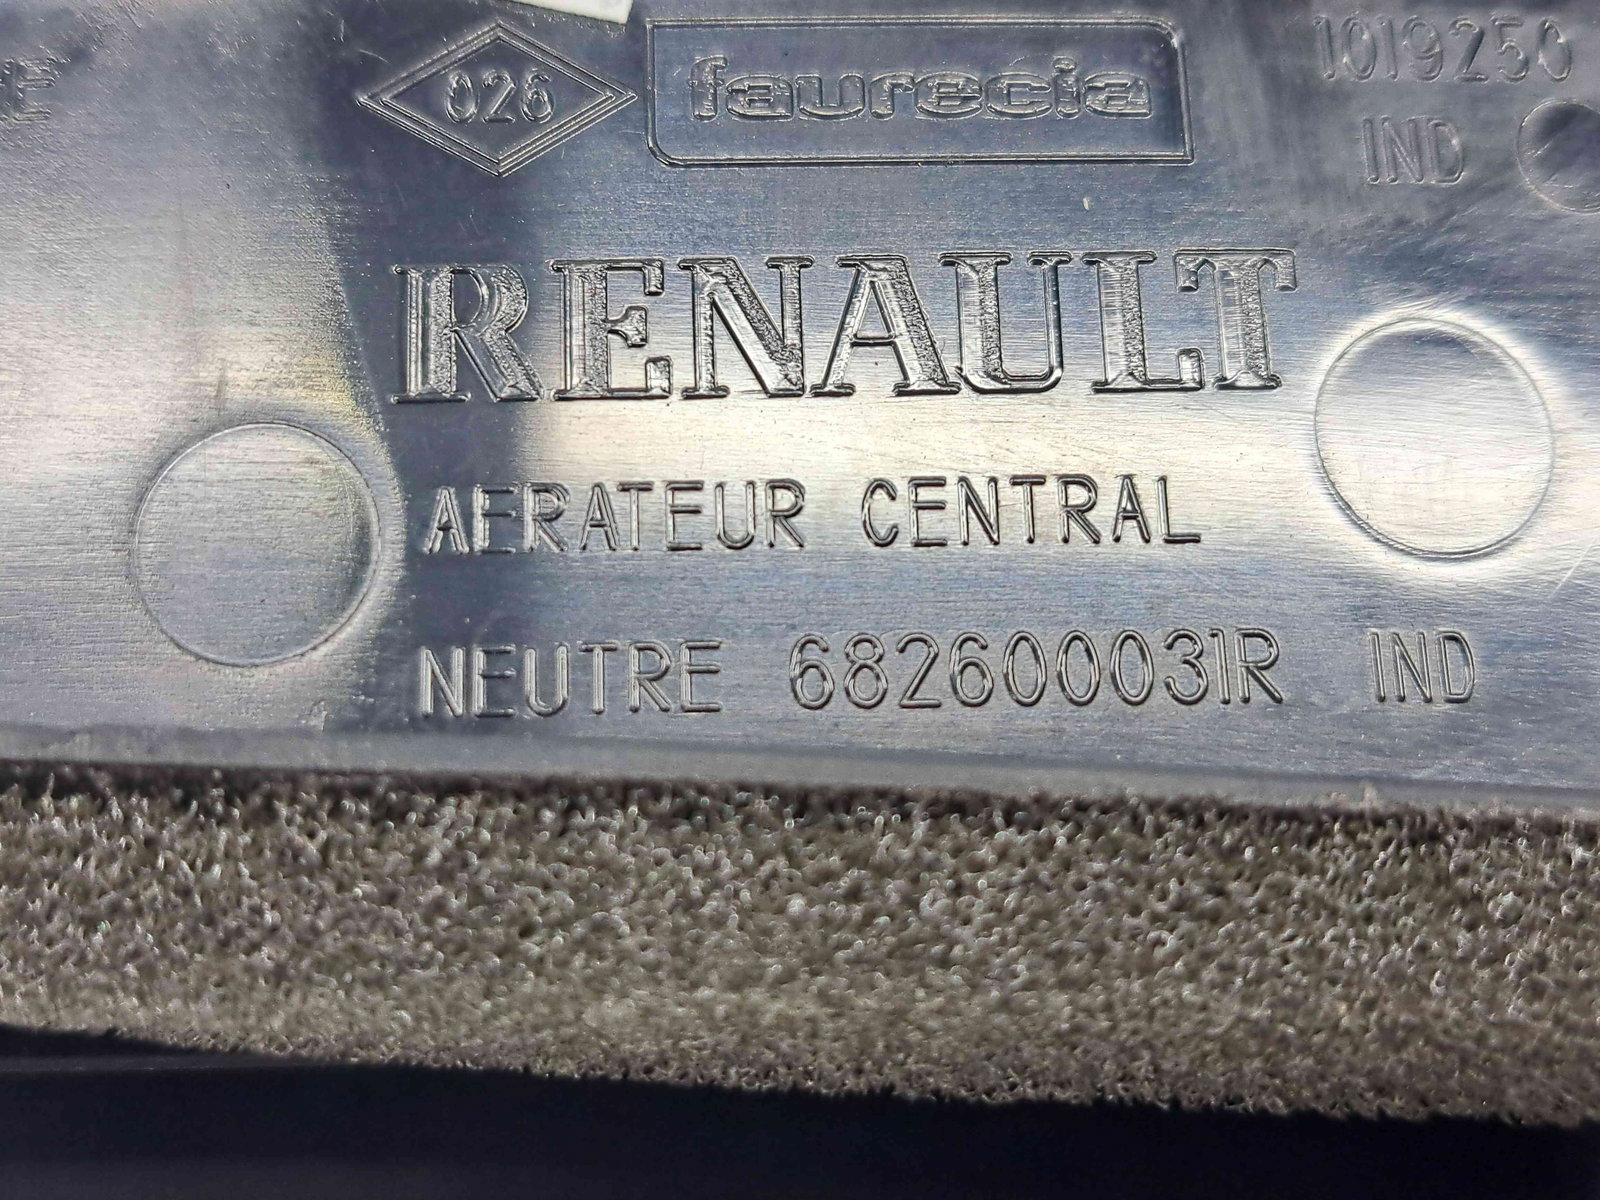 026 faurecia 1019250
IND
RENAULT
AERATEUR CENTRAL
NEUTRE 682600031R IND